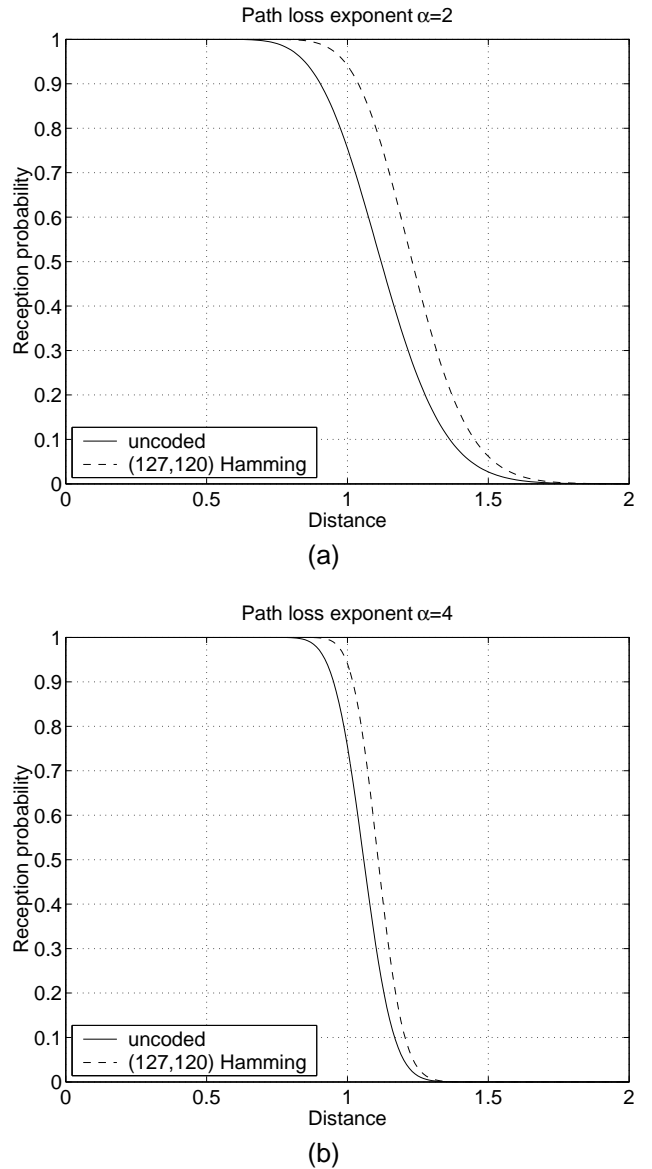 Path loss exponent α=2
1
0.9
0.8
0.7
0.6
0.5
0.4
0.3
0.2
0.1
0
Reception probability
uncoded
(127,120) Hamming
0
0.5
1
1.5
2
Distance
(a)
Path loss exponent α=4
1
0.9
0.8
0.7
0.6
0.5
0.4
0.3
0.2
0.1
0
Reception probability
uncoded
(127,120) Hamming
0
0.5
1
1.5
2
Distance
(b)